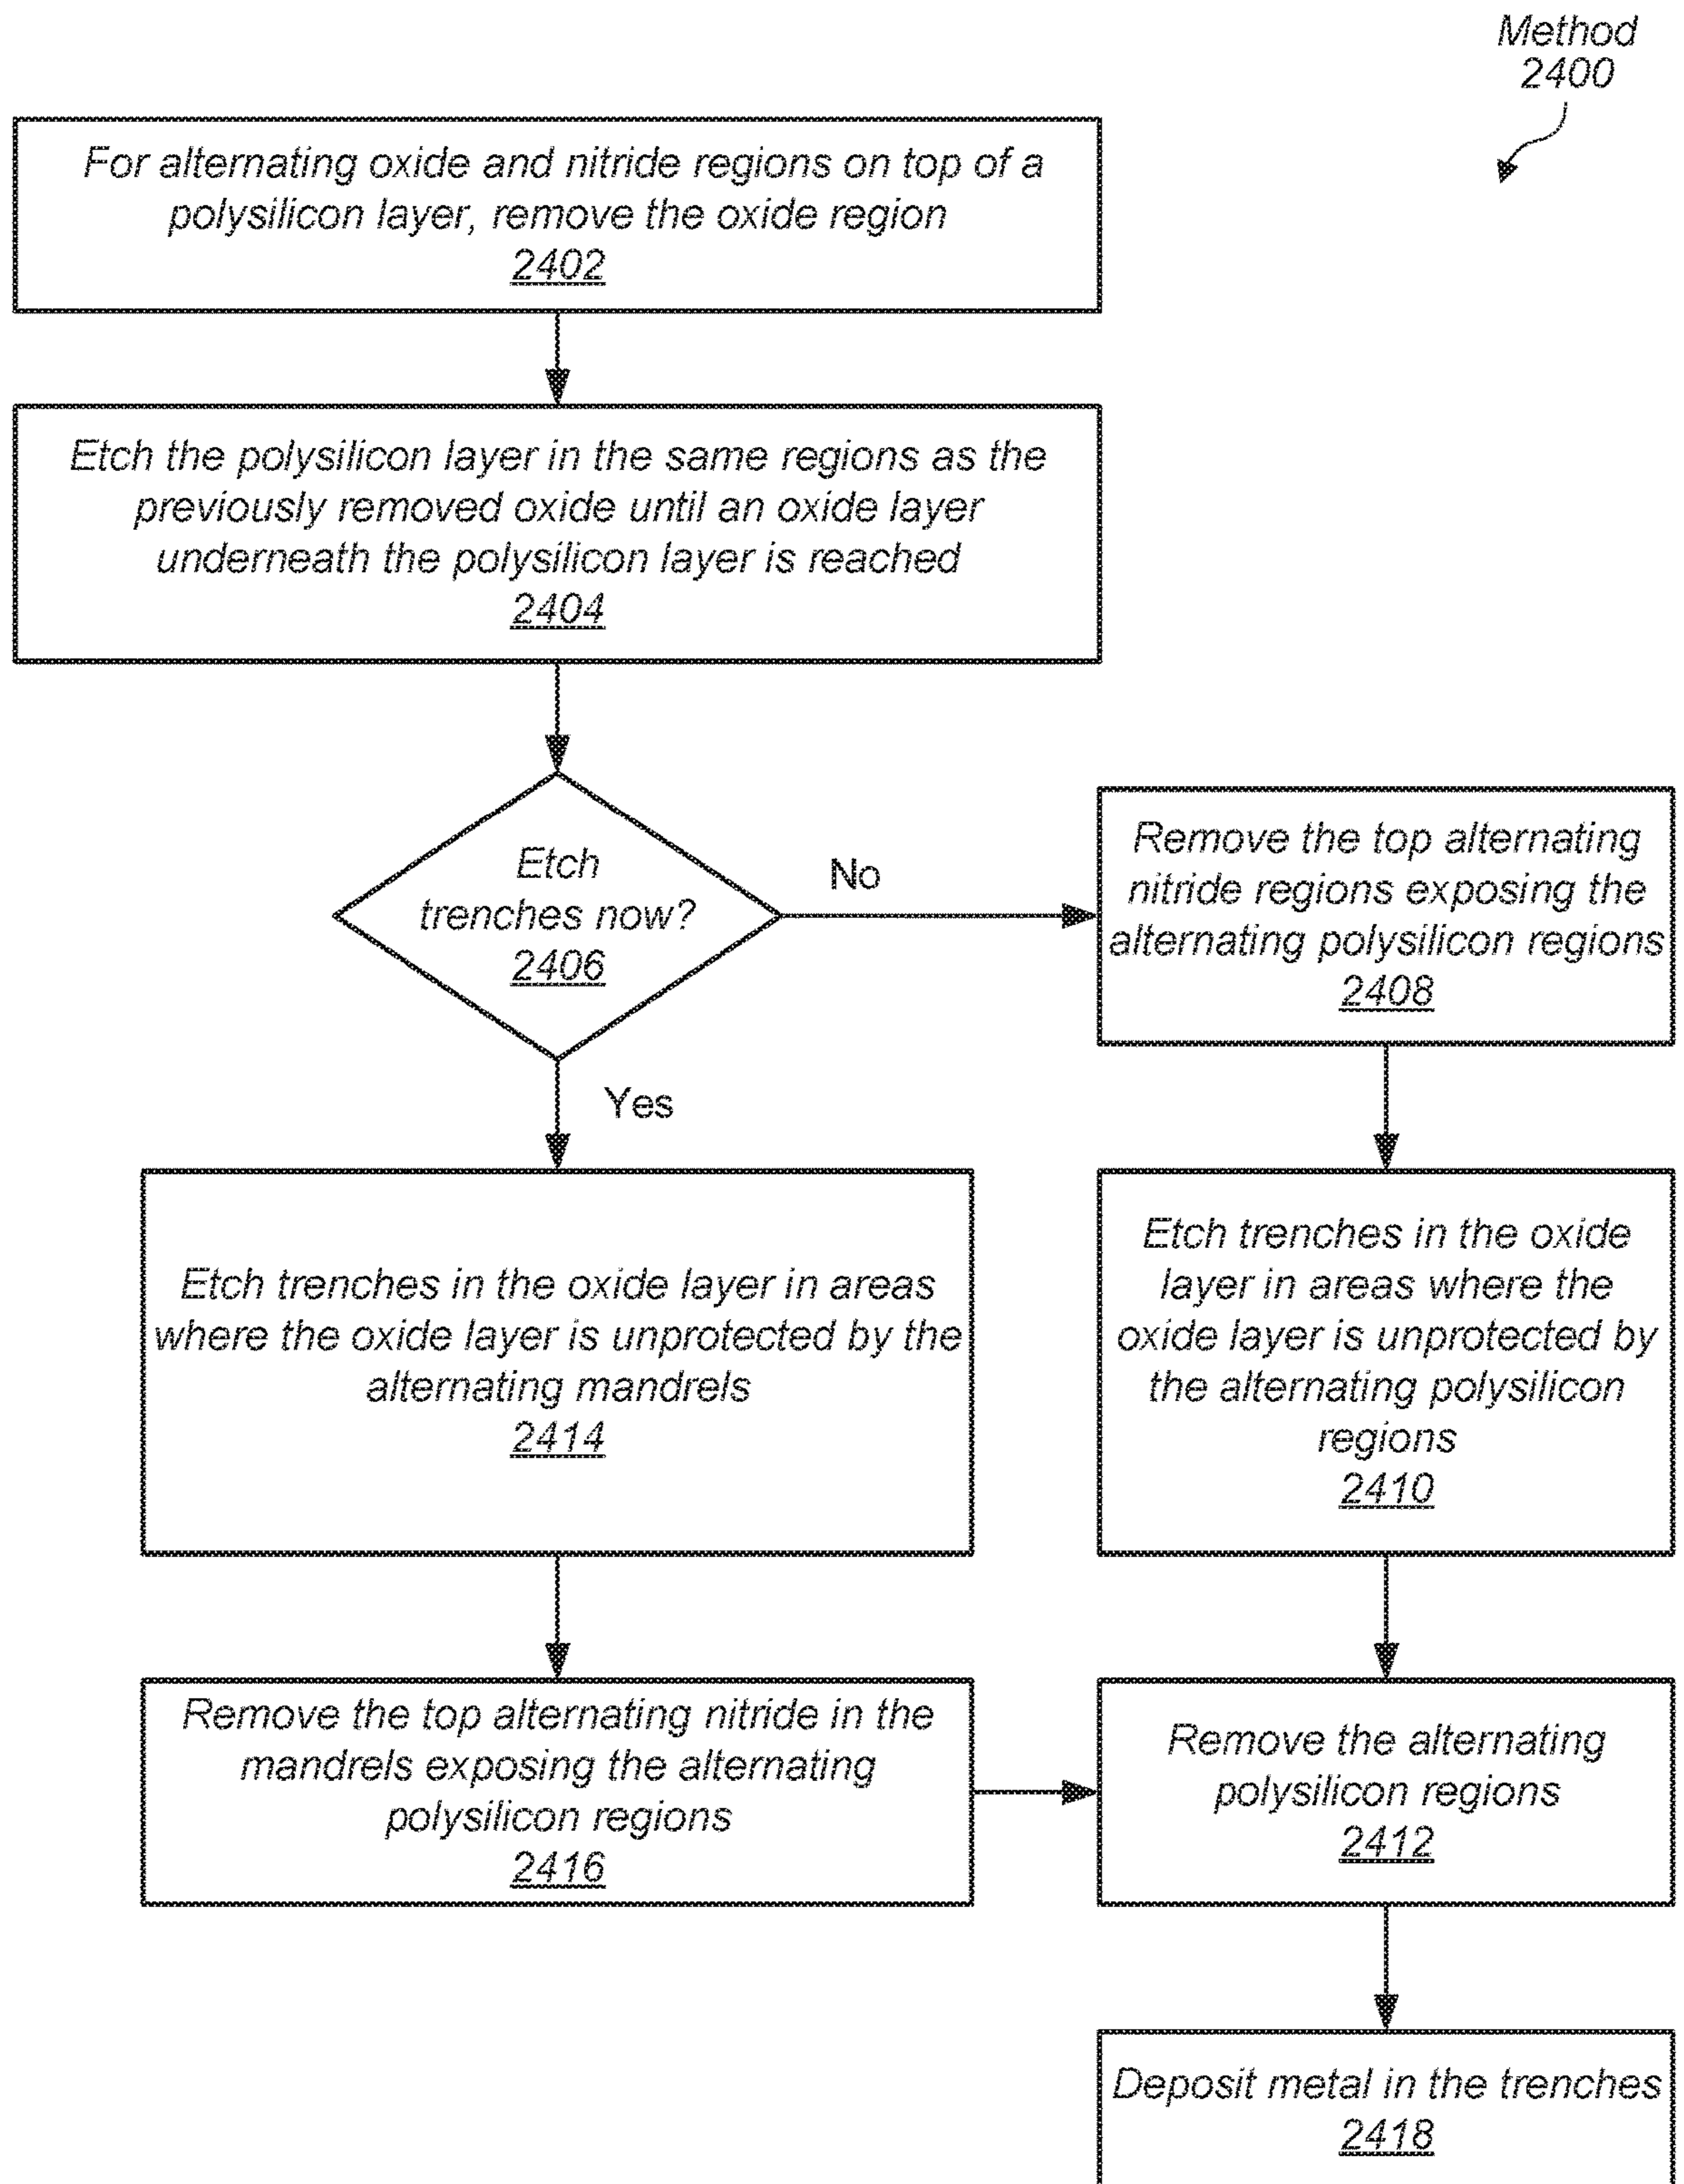 Method
2400
For alternating oxide and nitride regions on top of a
polysilicon layer, remove the oxide region
2402
Etch the polysilicon layer in the same regions as the
previously removed oxide until an oxide layer
underneath the polysilicon layer is reached
2404
Etch
trenches now?
2406
No
Remove the top alternating
nitride regions exposing the
alternating polysilicon regions
2408
Yes
Etch trenches in the oxide layer in areas
where the oxide layer is unprotected by the
alternating mandrels
2414
Etch trenches in the oxide
layer in areas where the
oxide layer is unprotected by
the alternating polysilicon
regions
2410
Remove the top alternating nitride in the
mandrels exposing the alternating
polysilicon regions
2416
Remove the alternating
polysilicon regions
2412
Deposit metal in the trenches
2418